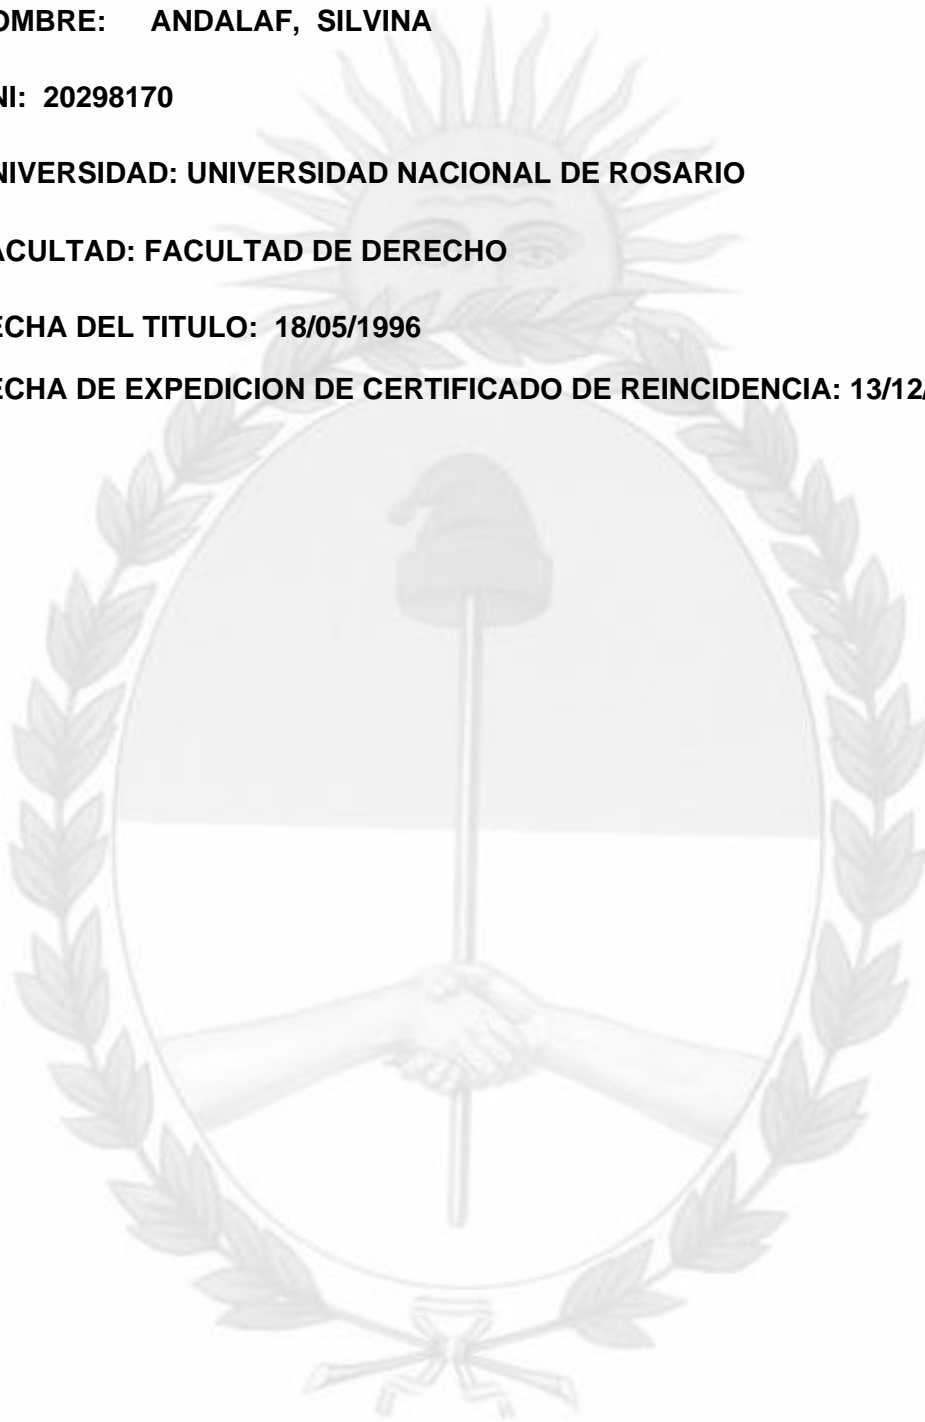 OMBRE: ANDALAF, SILVINA
NI: 20298170
NIVERSIDAD: UNIVERSIDAD NACIONAL DE ROSARIO
ACULTAD: FACULTAD DE DERECHO
ECHA DEL TITULO: 18/05/1996
ECHA DE EXPEDICION DE CERTIFICADO DE REINCIDENCIA: 13/12/